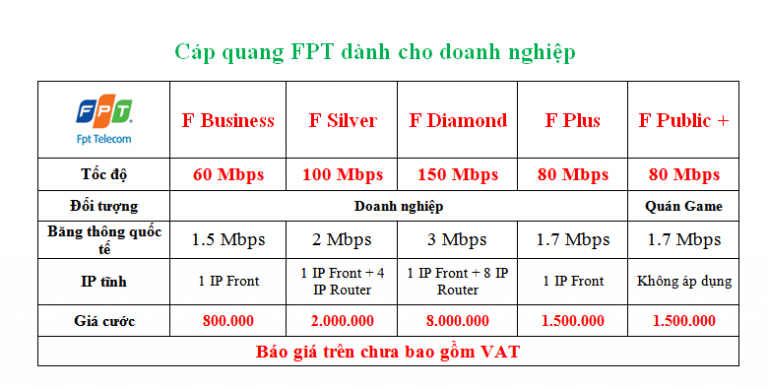 Cáp quang FPT dành cho doanh nghiệp
FPT
Fpt Telecom
F Business F Silver F Diamond F Plus F Public +
Tốc độ 60 Mbps 100 Mbps 150 Mbps 80 Mbps 80 Mbps
Đối tượng Doanh nghiệp Quán Game
Băng thông quốc tế 1.5 Mbps 2 Mbps 3 Mbps 1.7 Mbps 1.7 Mbps
IP tĩnh 1 IP Front 1 IP Front + 4 IP Router 1 IP Front + 8 IP Router 1 IP Front Không áp dụng
Giá cước 800.000 2.000.000 8.000.000 1.500.000 1.500.000
Báo giá trên chưa bao gồm VAT